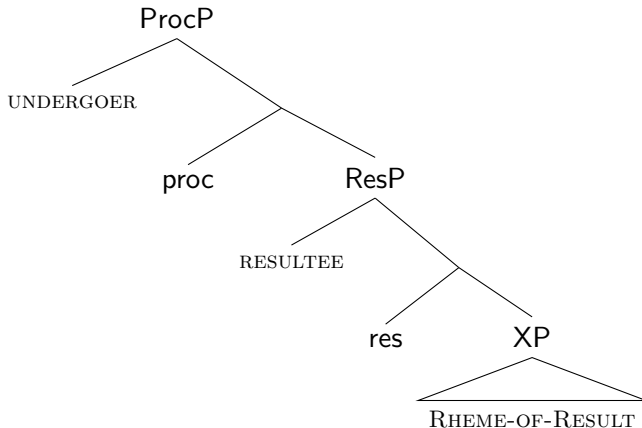 ProcP
UNDERGOER
proc
ResP
RESULTEE
res
XP
RHEME-OF-RESULT